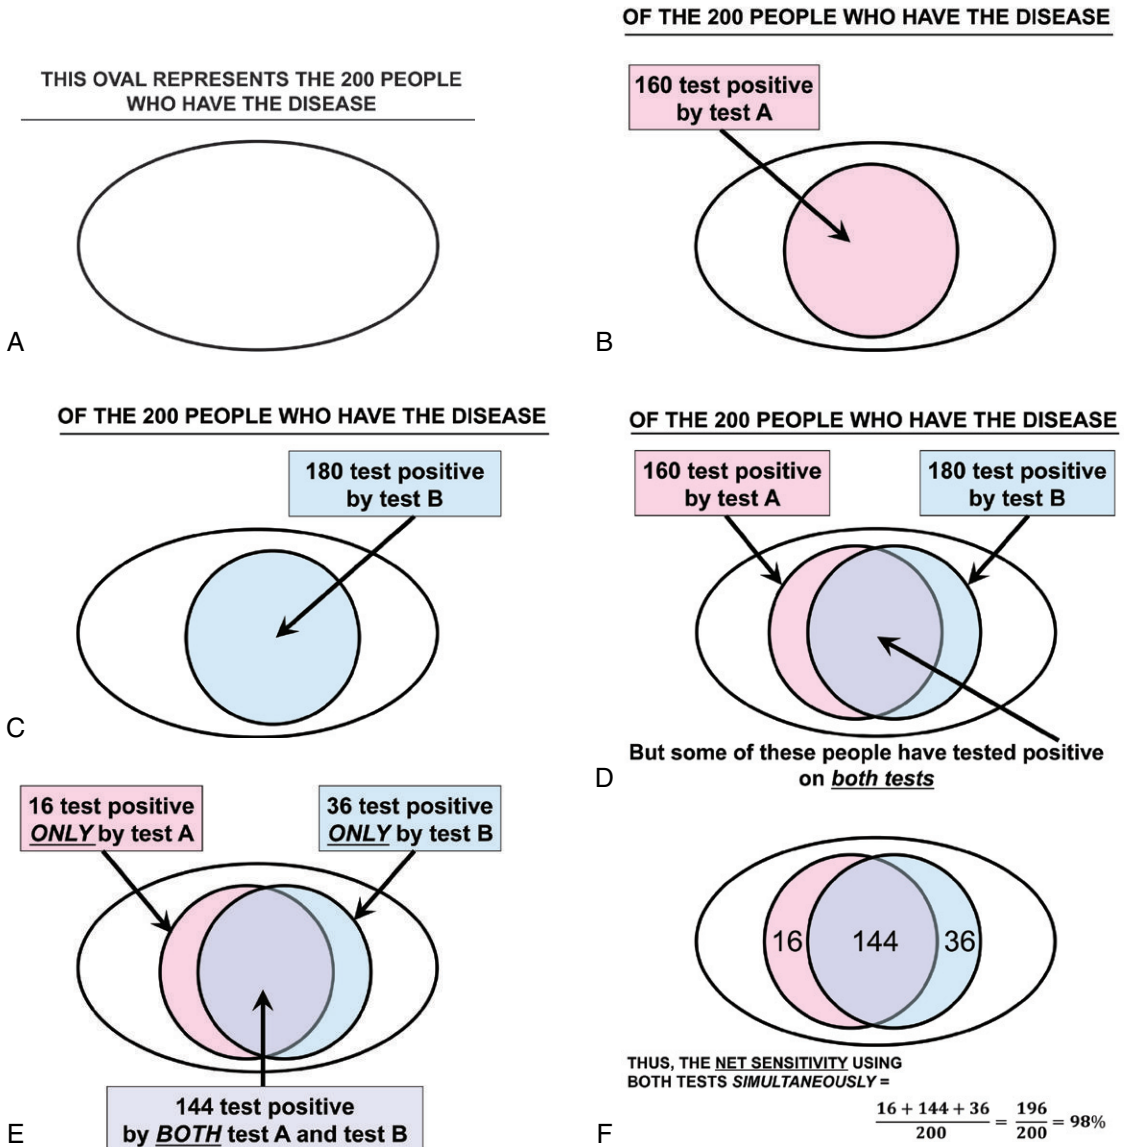 THIS OVAL REPRESENTS THE 200 PEOPLE
WHO HAVE THE DISEASE
A
OF THE 200 PEOPLE WHO HAVE THE DISEASE
160 test positive
by test A
B
OF THE 200 PEOPLE WHO HAVE THE DISEASE
180 test positive
by test B
C
OF THE 200 PEOPLE WHO HAVE THE DISEASE
160 test positive
by test A
180 test positive
by test B
But some of these people have tested positive
on both tests
D
16 test positive
ONLY by test A
36 test positive
ONLY by test B
144 test positive
by BOTH test A and test B
E
16 144 36
THUS, THE NET SENSITIVITY USING
BOTH TESTS SIMULTANEOUSLY =
16 + 144 + 36 196
= = 98%
200 200
F